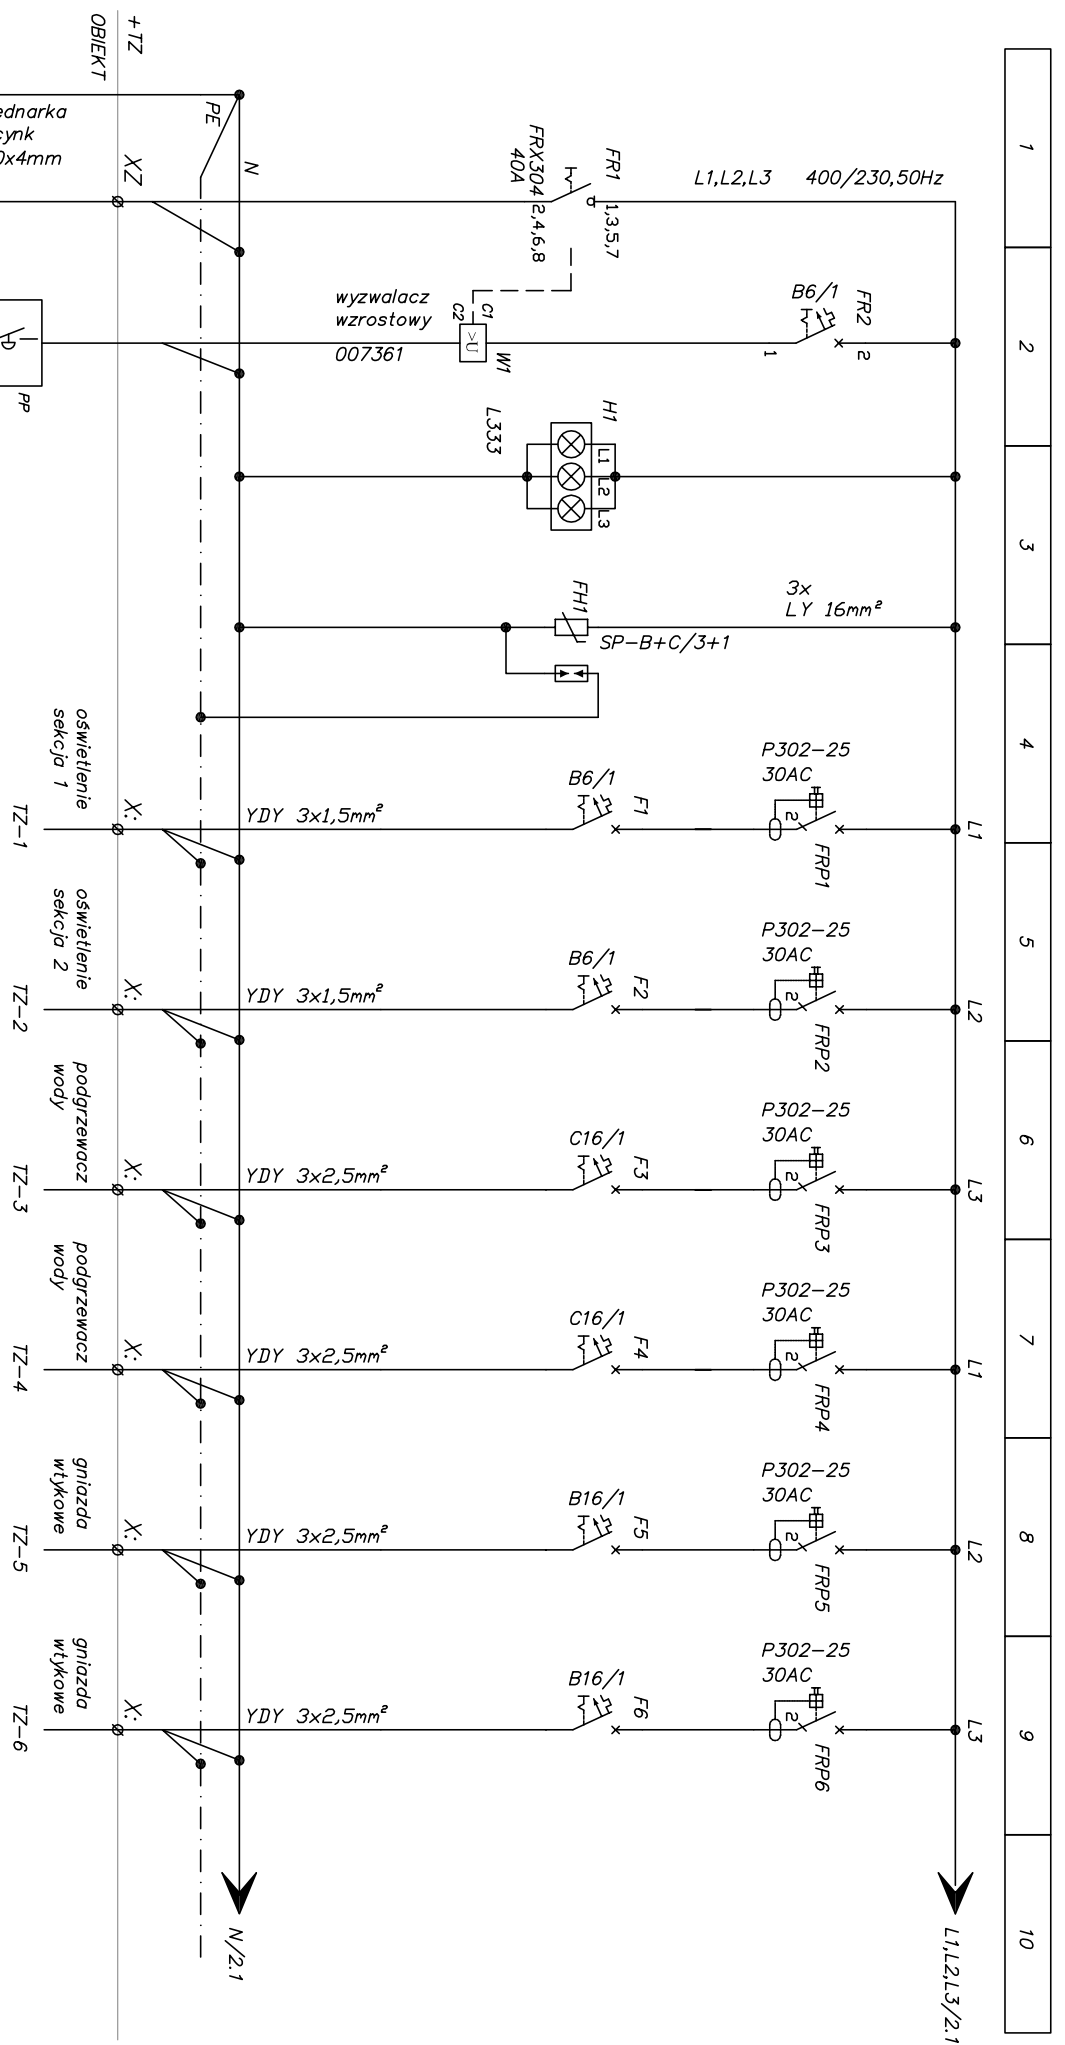 1
2
3
4
5
6
7
8
9
10
+TZ
OBIEKT
PE
N
XZ
FR1
FRX304
40A
1,3,5,7
2,4,6,8
L1,L2,L3 400/230,50Hz
wyzwalacz
wzrostowy
007361
C1
C2
>U
W1
B6/1
FR2
1
2
PP
H1
L333
L1
L2
L3
FH1
SP-B+C/3+1
3x
LY 16mm²
oświetlenie
sekcja 1
TZ-1
X:
YDY 3x1,5mm²
B6/1
F1
P302-25
30AC
2
FRP1
L1
oświetlenie
sekcja 2
TZ-2
X:
YDY 3x1,5mm²
B6/1
F2
P302-25
30AC
2
FRP2
L2
podgrzewacz
wody
TZ-3
X:
YDY 3x2,5mm²
C16/1
F3
P302-25
30AC
2
FRP3
L3
podgrzewacz
wody
TZ-4
X:
YDY 3x2,5mm²
C16/1
F4
P302-25
30AC
2
FRP4
L1
gniazda
wtykowe
TZ-5
X:
YDY 3x2,5mm²
B16/1
F5
P302-25
30AC
2
FRP5
L2
gniazda
wtykowe
TZ-6
X:
YDY 3x2,5mm²
B16/1
F6
P302-25
30AC
2
FRP6
L3
N/2.1
L1,L2,L3/2.1